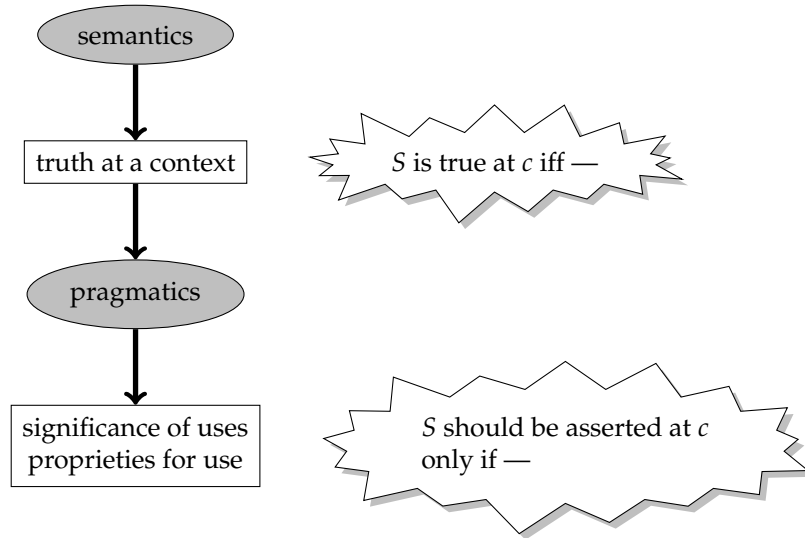 semantics
truth at a context
S is true at c iff —
pragmatics
significance of uses
proprieties for use
S should be asserted at c
only if —